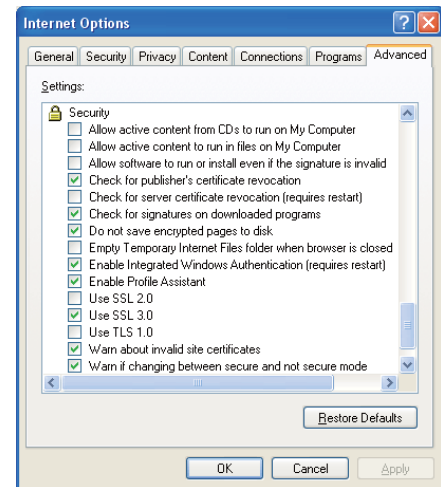 Internet Options
General Security Privacy Content Connections Programs Advanced
Settings:
Security
Allow active content from CDs to run on My Computer
Allow active content to run in files on My Computer
Allow software to run or install even if the signature is invalid
Check for publisher's certificate revocation
Check for server certificate revocation (requires restart)
Check for signatures on downloaded programs
Do not save encrypted pages to disk
Empty Temporary Internet Files folder when browser is closed
Enable Integrated Windows Authentication (requires restart)
Enable Profile Assistant
Use SSL 2.0
Use SSL 3.0
Use TLS 1.0
Warn about invalid site certificates
Warn if changing between secure and not secure mode
Restore Defaults
OK Cancel Apply